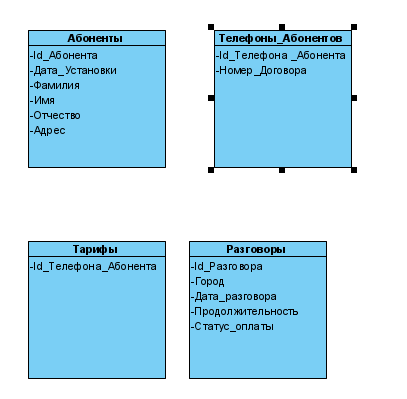 Абоненты
-Id_Абонента
-Дата_Установки
-Фамилия
-Имя
-Отчество
-Адрес
Телефоны_Абонентов
-Id_Телефона _Абонента
-Номер_Договора
Тарифы
-Id_Телефона_Абонента
Разговоры
-Id_Разговора
-Город
-Дата_разговора
-Продолжительность
-Статус_оплаты